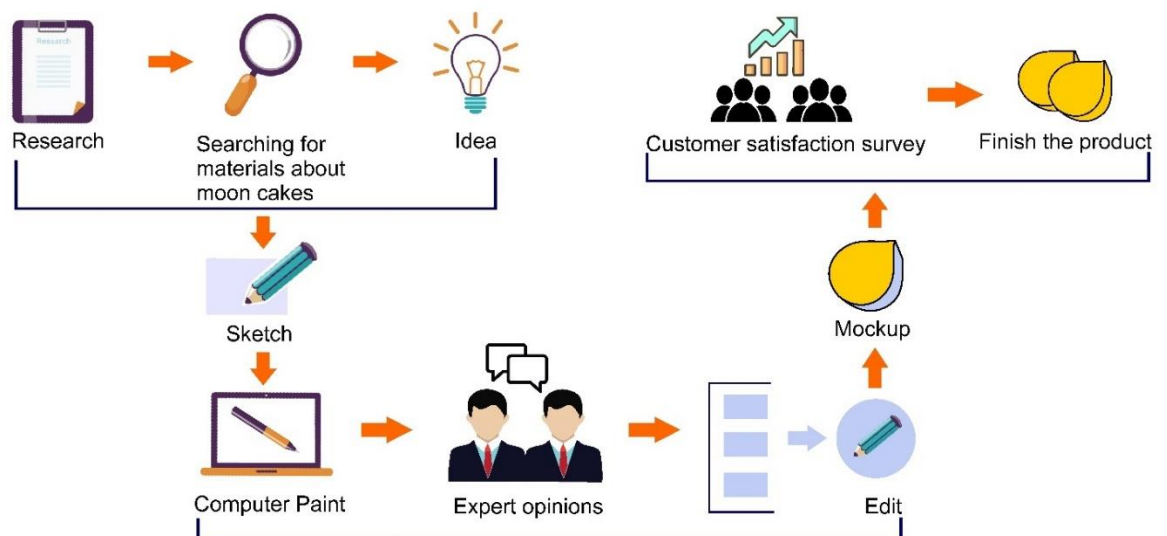 Research
Research
Searching for
materials about
moon cakes
Idea
Sketch
Computer Paint
Expert opinions
Edit
Mockup
Customer satisfaction survey
Finish the product